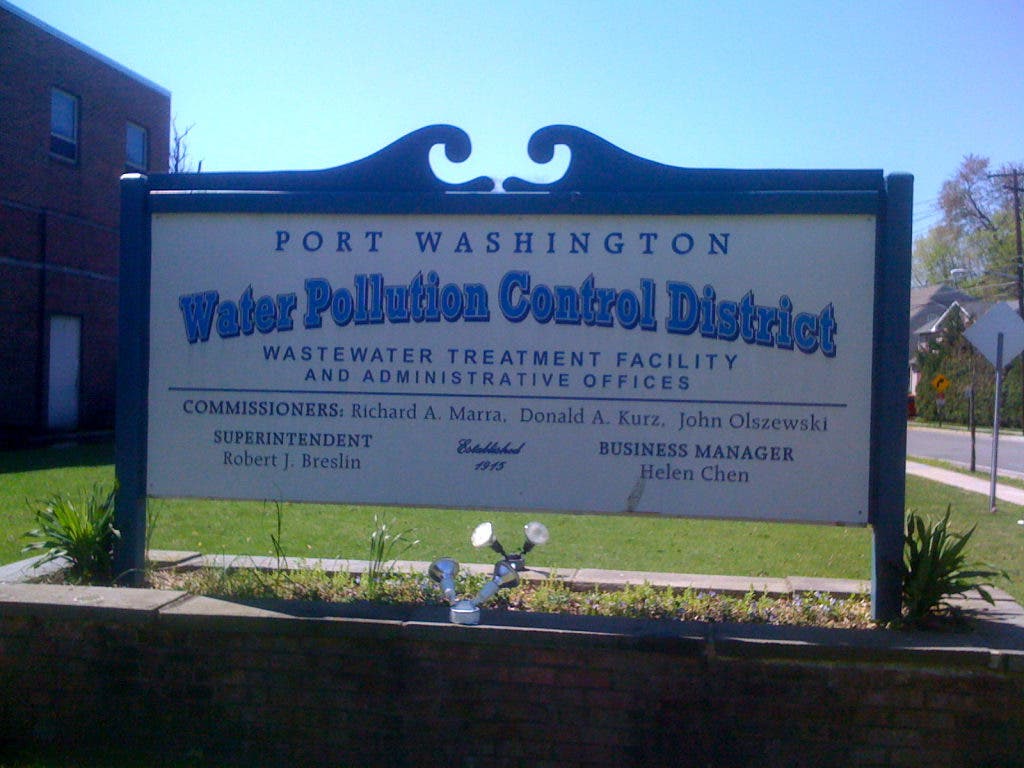 PORT WASHINGTON
Water Pollution Control District
WASTEWATER TREATMENT FACILITY
AND ADMINISTRATIVE OFFICES
COMMISSIONERS: Richard A. Marra, Donald A. Kurz, John Olszewski
SUPERINTENDENT
Robert J. Breslin
Established
1915
BUSINESS MANAGER
Helen Chen